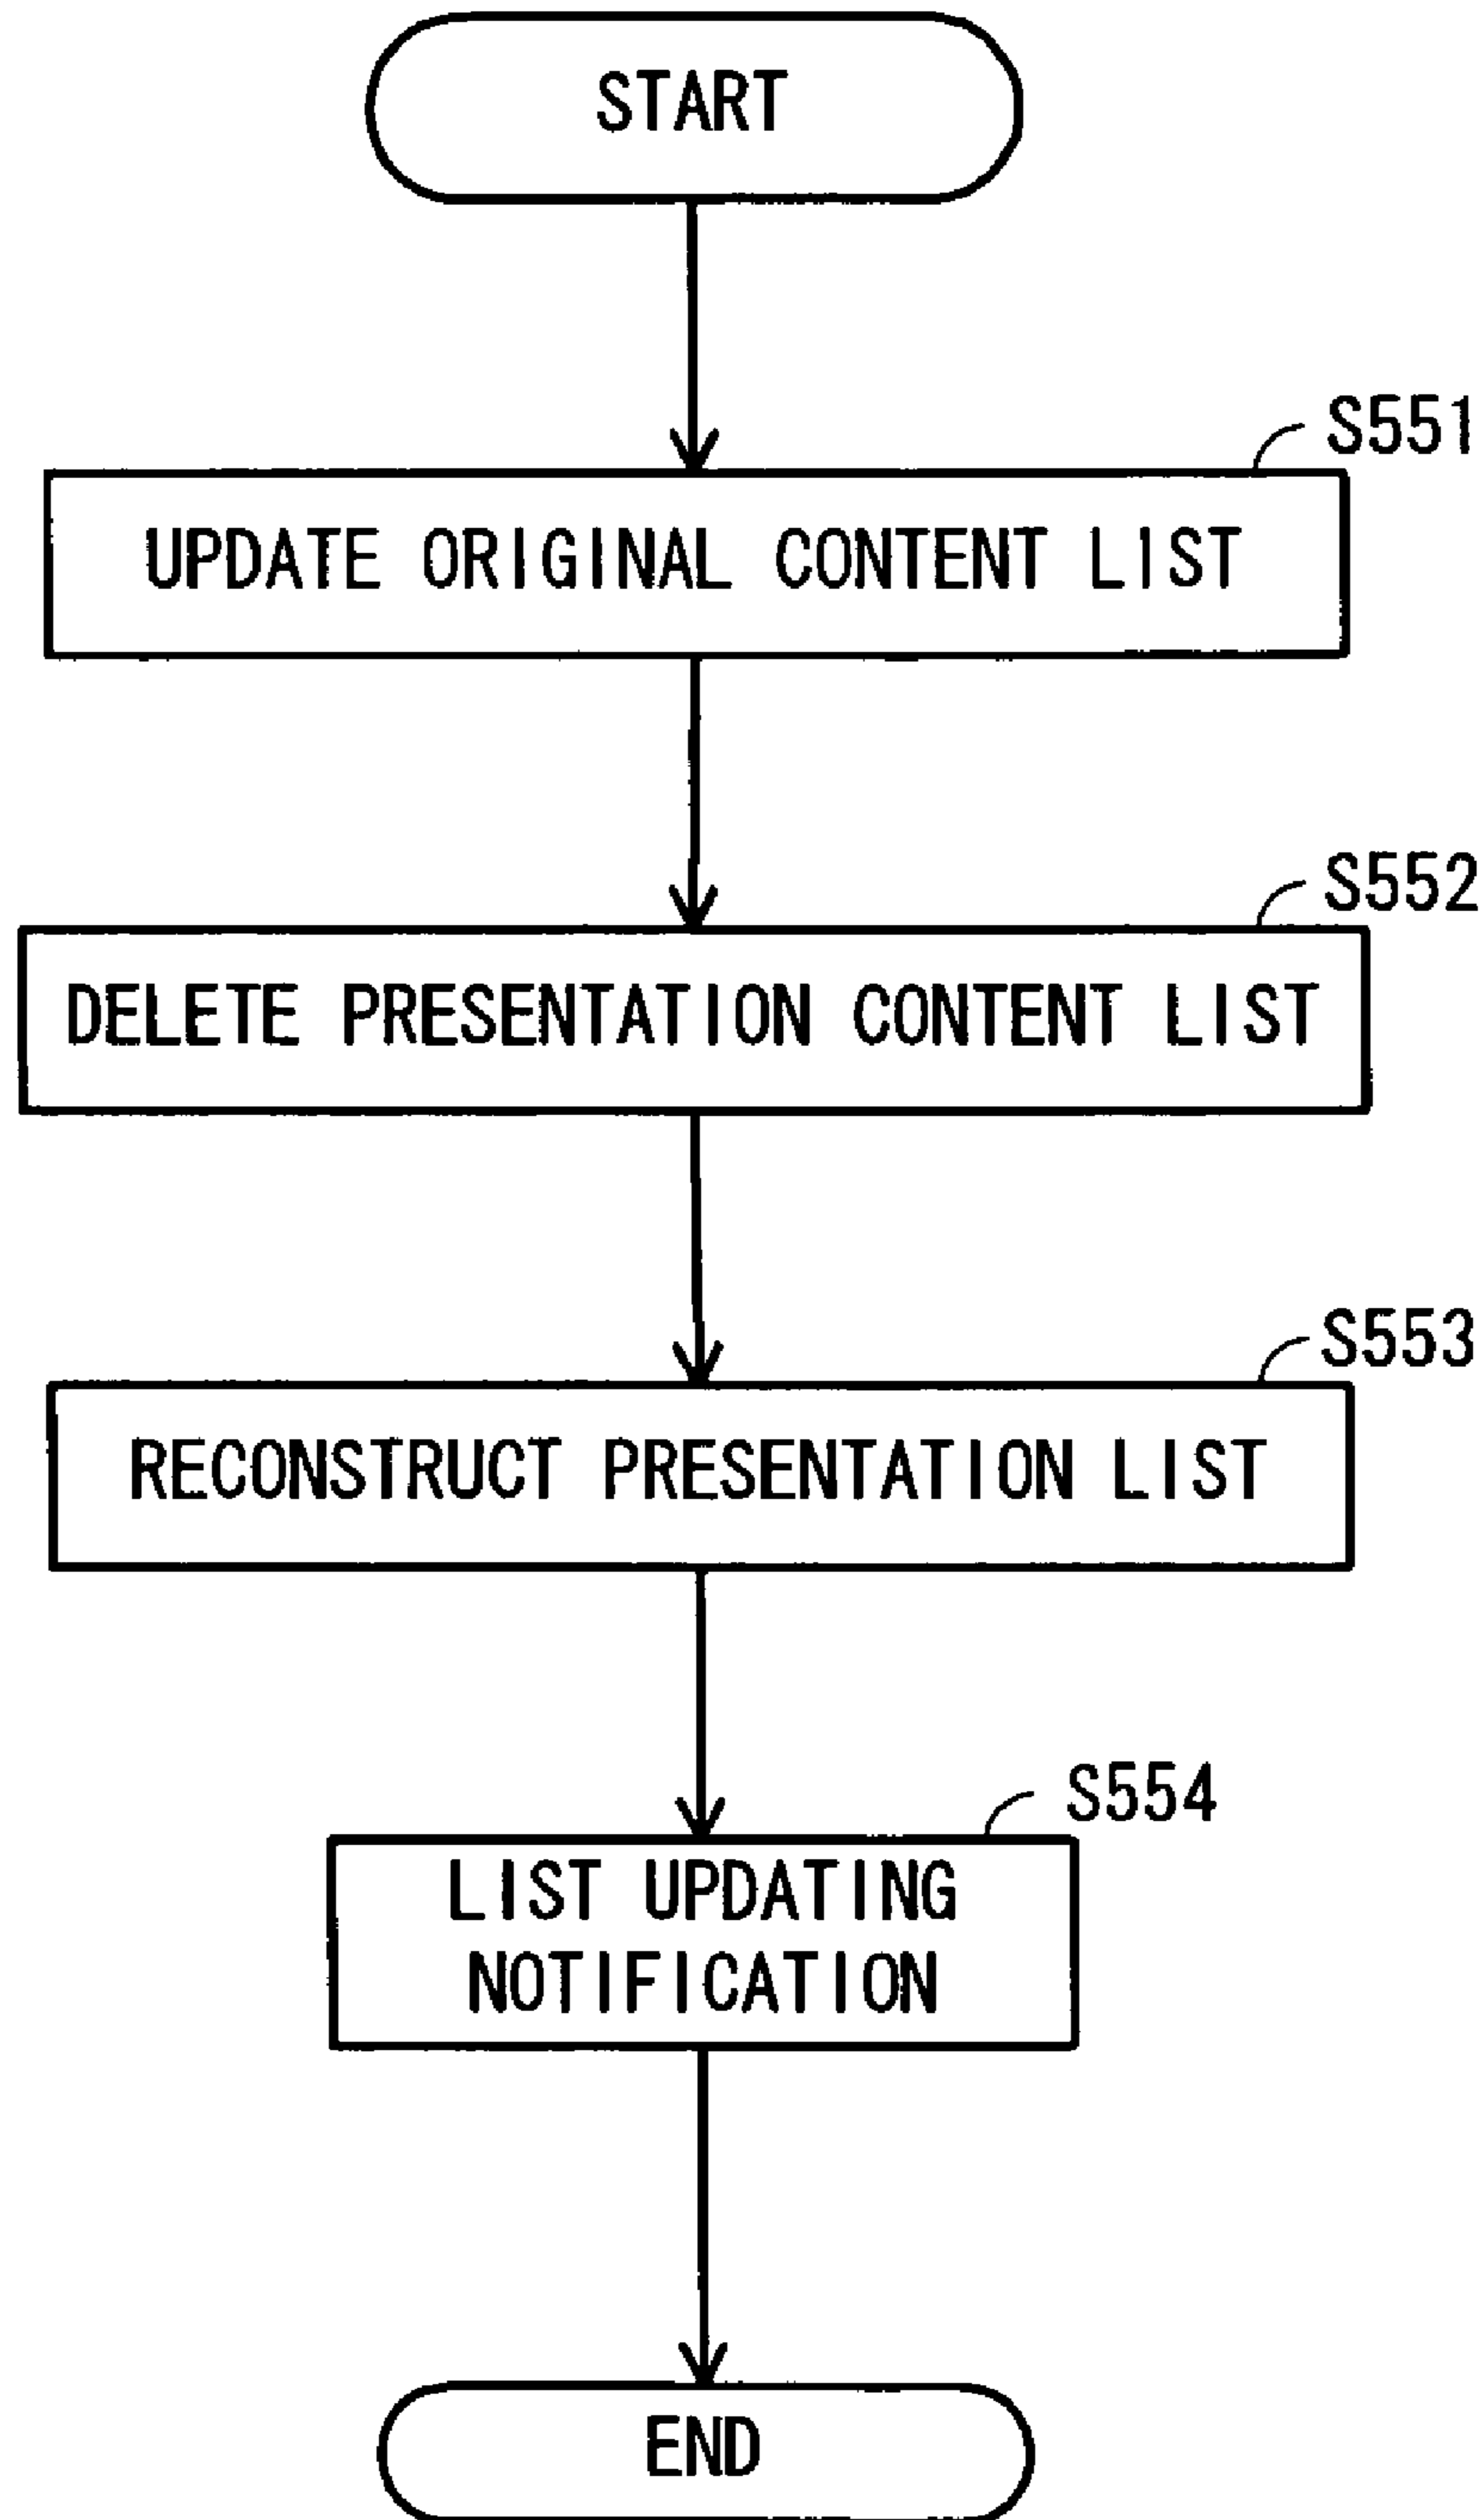 START
S551
UPDATE ORIGINAL CONTENT LIST
S552
DELETE PRESENTATION CONTENT LIST
S553
RECONSTRUCT PRESENTATION LIST
S554
LIST UPDATING
NOTIFICATION
END